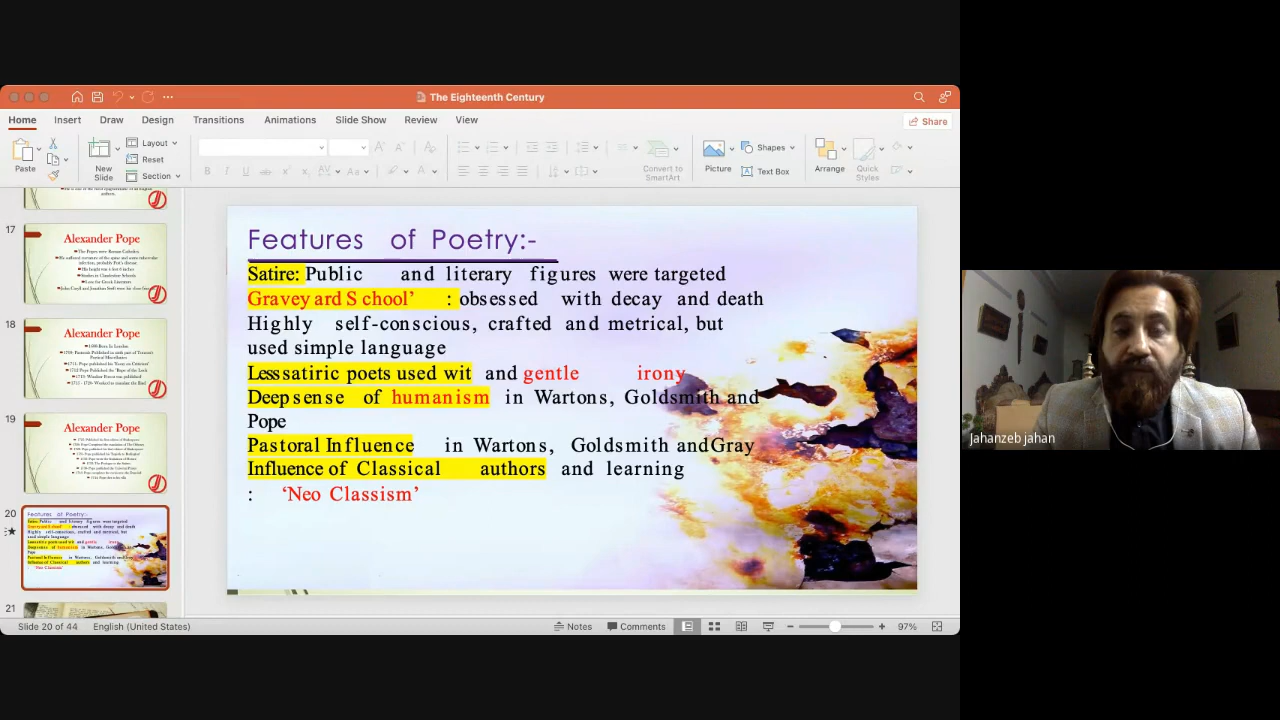 The Eighteenth Century
Home Insert Draw Design Transitions Animations Slide Show Review View Share
Paste New Slide Layout Reset Section Convert to SmartArt Picture Shapes Text Box Arrange Quick Styles
17
Alexander Pope
18
Alexander Pope
19
Alexander Pope
20
Features of Poetry:-
21
Features of Poetry:-
Satire: Public and literary figures were targeted
Gravey ard S chool’ : obsessed with decay and death
Highly self-conscious, crafted and metrical, but
used simple language
Lesssatiric poets used wit and gentle irony
Deepsense of humanism in Wartons, Goldsmith and
Pope
Pastoral Influence in Wartons, Goldsmith andGray
Influence of Classical authors and learning
: ‘Neo Classism’
Slide 20 of 44 English (United States) Notes Comments 97%
Jahanzeb jahan